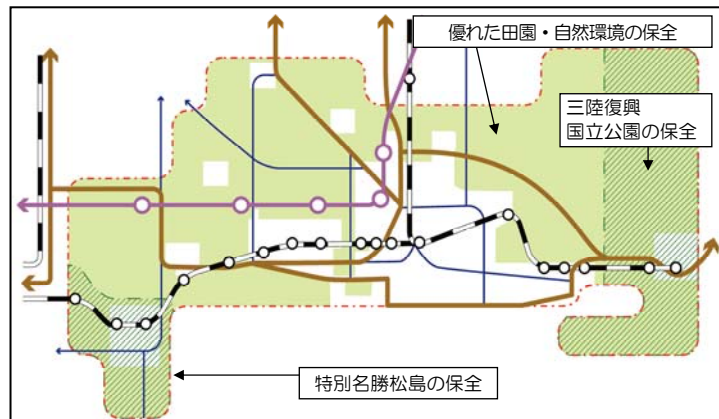 優れた田園・自然環境の保全
三陸復興
国立公園の保全
特別名勝松島の保全